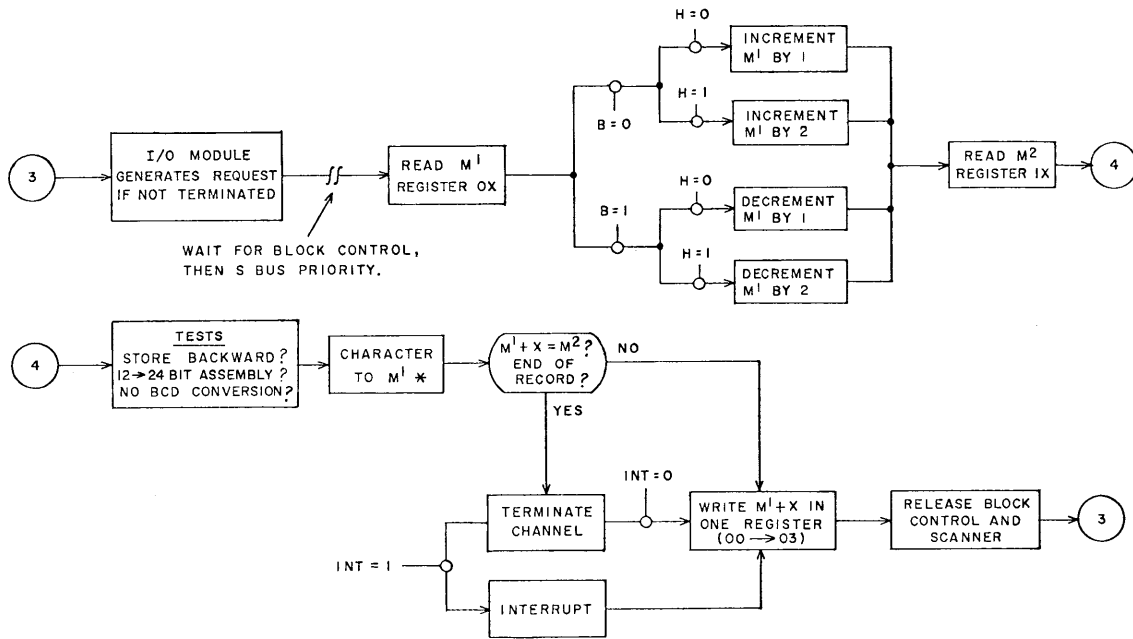 3
I/O MODULE
GENERATES REQUEST
IF NOT TERMINATED
WAIT FOR BLOCK CONTROL,
THEN S BUS PRIORITY.
READ M¹
REGISTER 0X
B=0
B=1
H=0
INCREMENT
M¹ BY 1
H=1
INCREMENT
M¹ BY 2
H=0
DECREMENT
M¹ BY 1
H=1
DECREMENT
M¹ BY 2
READ M²
REGISTER 1X
4
4
TESTS
STORE BACKWARD?
12→24 BIT ASSEMBLY?
NO BCD CONVERSION?
CHARACTER
TO M¹ *
M¹+X=M²?
END OF
RECORD?
NO
YES
TERMINATE
CHANNEL
INT=0
INT=1
INTERRUPT
WRITE M¹+X IN
ONE REGISTER
(00→03)
RELEASE BLOCK
CONTROL AND
SCANNER
3